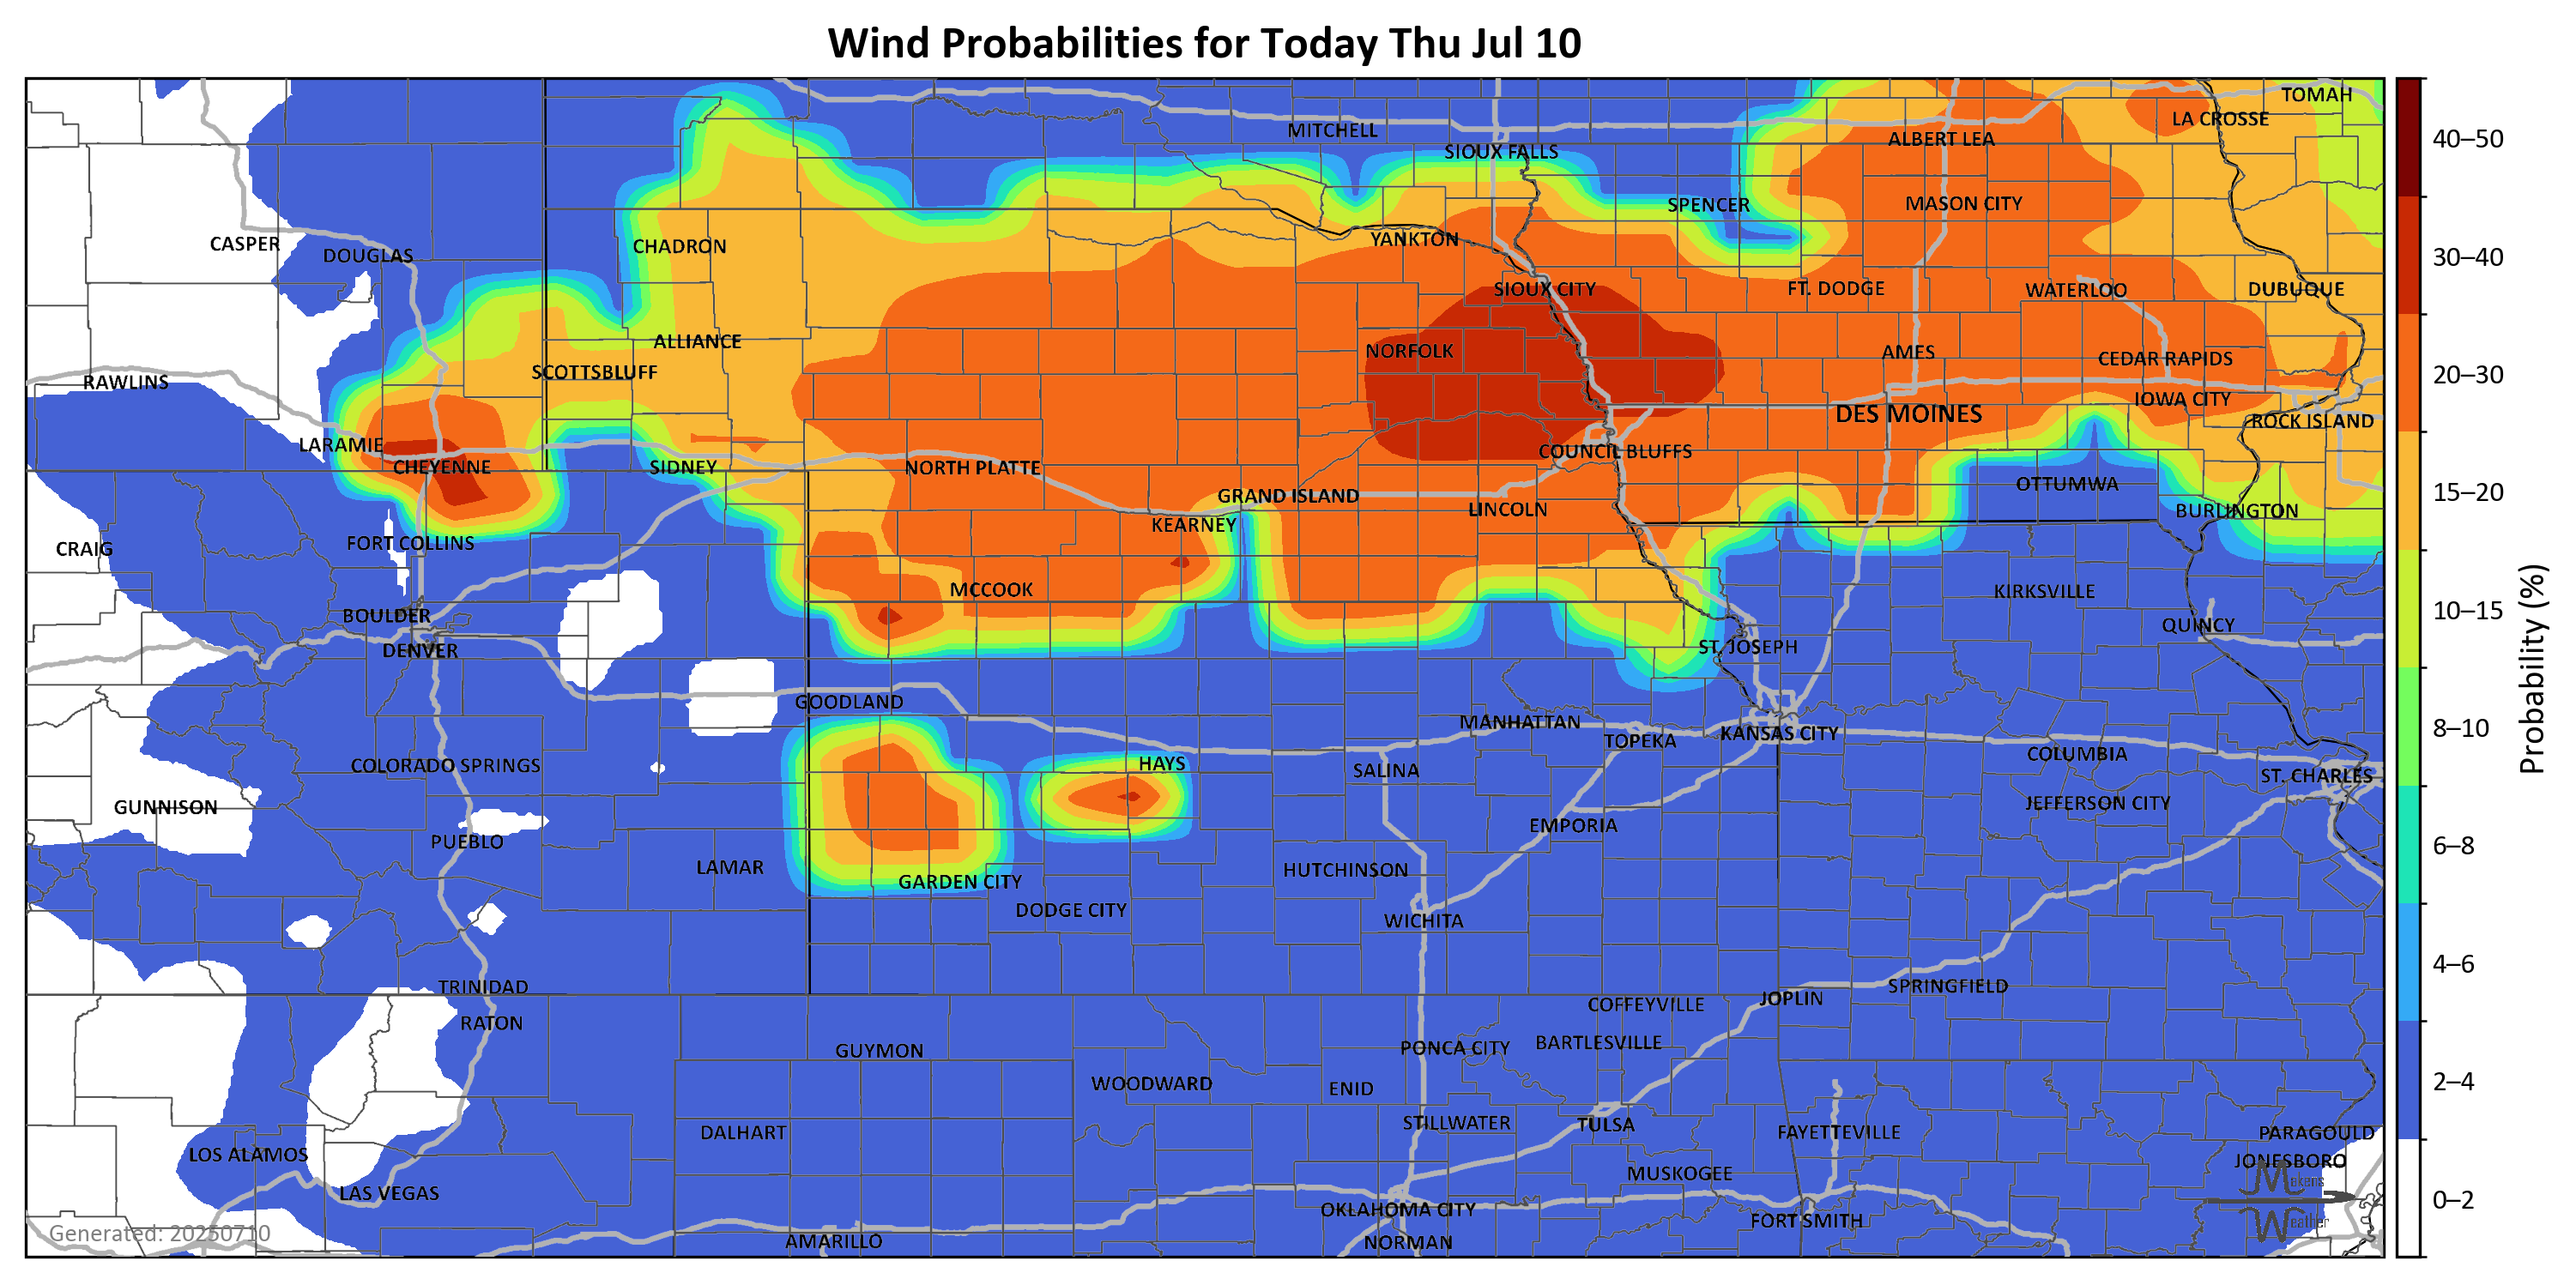 Wind Probabilities for Today Thu Jul 10
TOMAH
LA CROSSE
MITCHELL
ALBERT LEA
SIOUX FALLS
40–50
SPENCER
MASON CITY
CASPER
DOUGLAS
CHADRON
YANKTON
30–40
SIOUX CITY
FT. DODGE
WATERLOO
DUBUQUE
ALLIANCE
NORFOLK
AMES
CEDAR RAPIDS
RAWLINS
SCOTTSBLUFF
20–30
IOWA CITY
DES MOINES
ROCK ISLAND
LARAMIE
CHEYENNE
SIDNEY
NORTH PLATTE
COUNCIL BLUFFS
OTTUMWA
15–20
GRAND ISLAND
LINCOLN
BURLINGTON
KEARNEY
CRAIG
FORT COLLINS
MCCOOK
KIRKSVILLE
10–15
BOULDER
QUINCY
DENVER
ST. JOSEPH
Probability (%)
GOODLAND
MANHATTAN
TOPEKA
KANSAS CITY
8–10
COLORADO SPRINGS
HAYS
SALINA
COLUMBIA
ST. CHARLES
GUNNISON
JEFFERSON CITY
PUEBLO
EMPORIA
6–8
LAMAR
GARDEN CITY
HUTCHINSON
DODGE CITY
WICHITA
4–6
TRINIDAD
SPRINGFIELD
COFFEYVILLE
JOPLIN
RATON
GUYMON
PONCA CITY
BARTLESVILLE
2–4
WOODWARD
ENID
DALHART
STILLWATER
TULSA
FAYETTEVILLE
PARAGOULD
LOS ALAMOS
JONESBORO
MUSKOGEE
Makens
LAS VEGAS
0–2
OKLAHOMA CITY
FORT SMITH
Weather
Generated: 20250710
AMARILLO
NORMAN